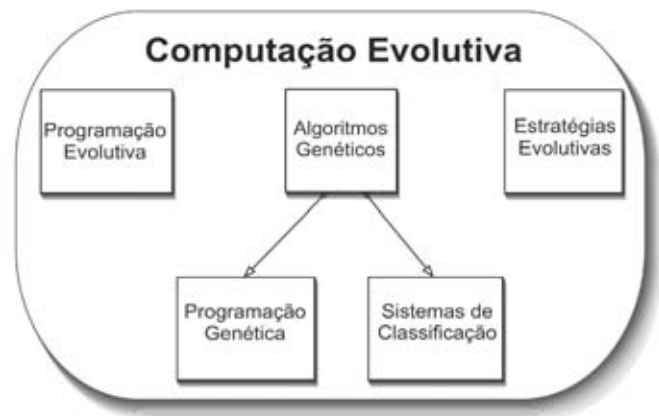 Computação Evolutiva
Programação
Evolutiva
Algoritmos
Genéticos
Estratégias
Evolutivas
Programação
Genética
Sistemas de
Classificação